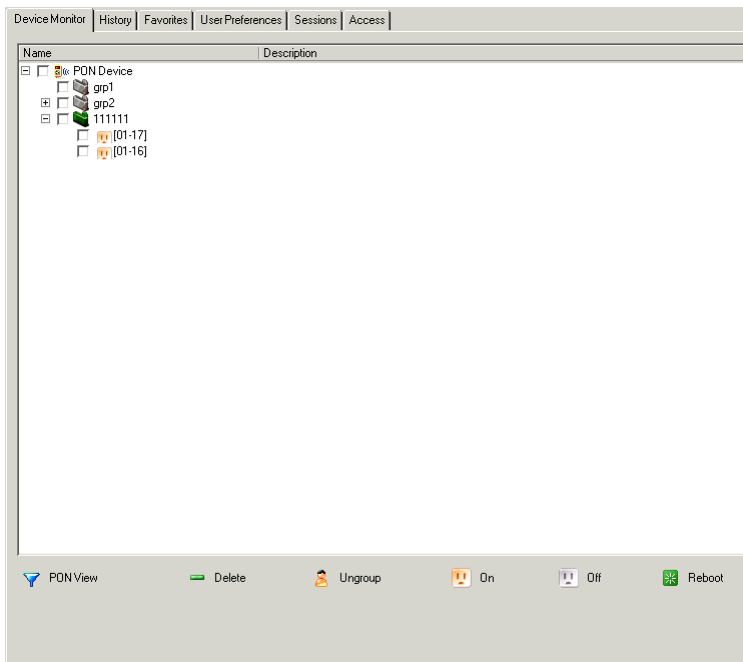 Device Monitor History Favorites User Preferences Sessions Access
Name Description
PON Device
grp1
grp2
111111
[01-17]
[01-16]
PON View Delete Ungroup On Off Reboot